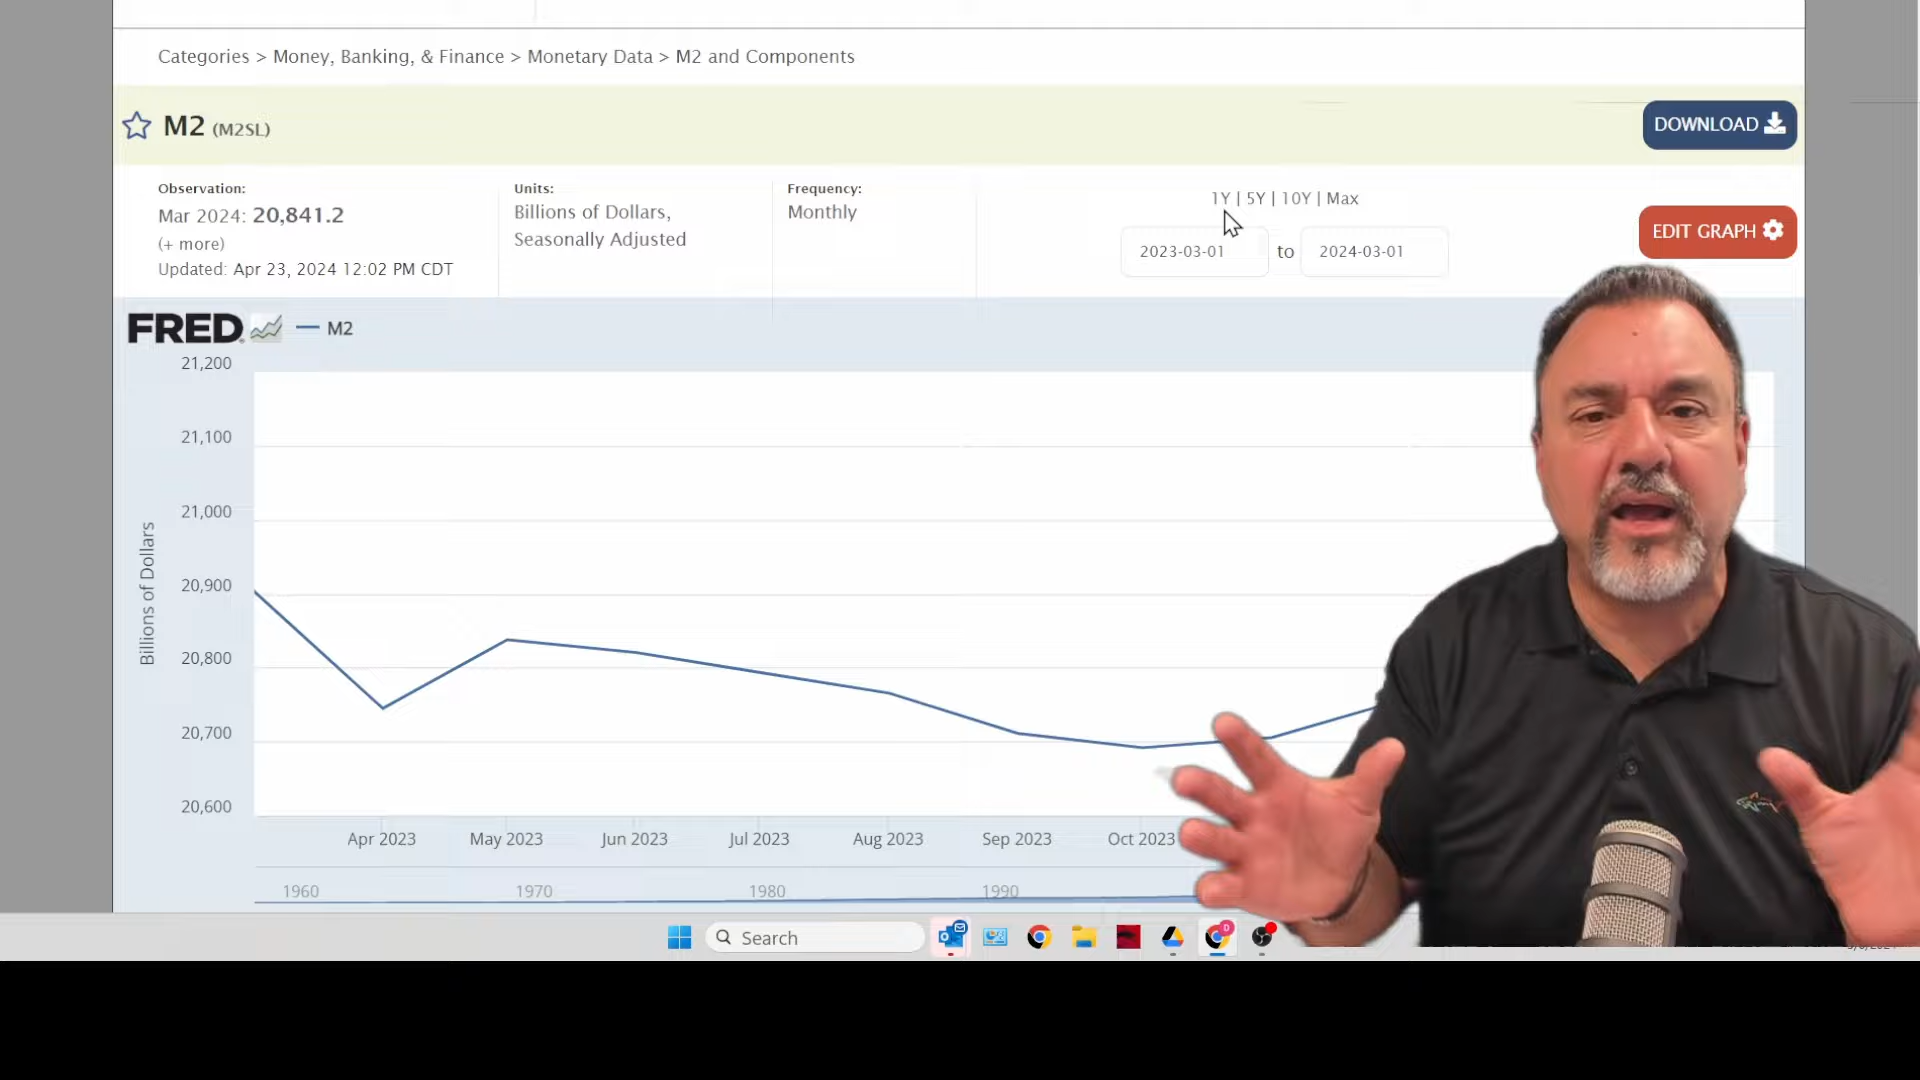 Categories > Money, Banking, & Finance > Monetary Data > M2 and Components
M2 (M2SL)
DOWNLOAD
Observation:
Mar 2024: 20,841.2
(+ more)
Updated: Apr 23, 2024 12:02 PM CDT
Units:
Billions of Dollars,
Seasonally Adjusted
Frequency:
Monthly
1Y | 5Y | 10Y | Max
2023-03-01 to 2024-03-01
EDIT GRAPH
FRED M2
21,200
21,100
21,000
20,900
20,800
20,700
20,600
Billions of Dollars
Apr 2023 May 2023 Jun 2023 Jul 2023 Aug 2023 Sep 2023 Oct 2023
1960 1970 1980 1990
Search